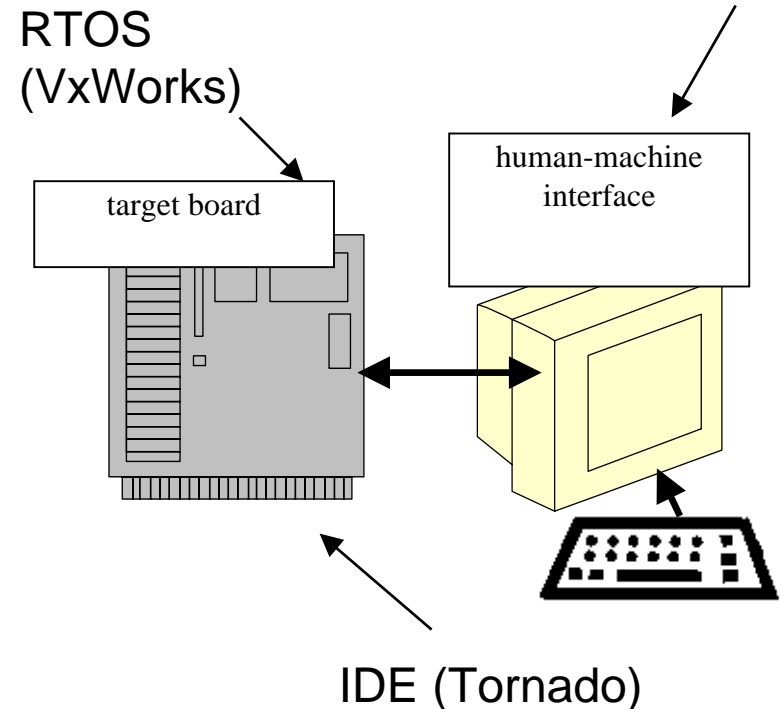 RTOS
(VxWorks)
human-machine
interface
target board
IDE (Tornado)